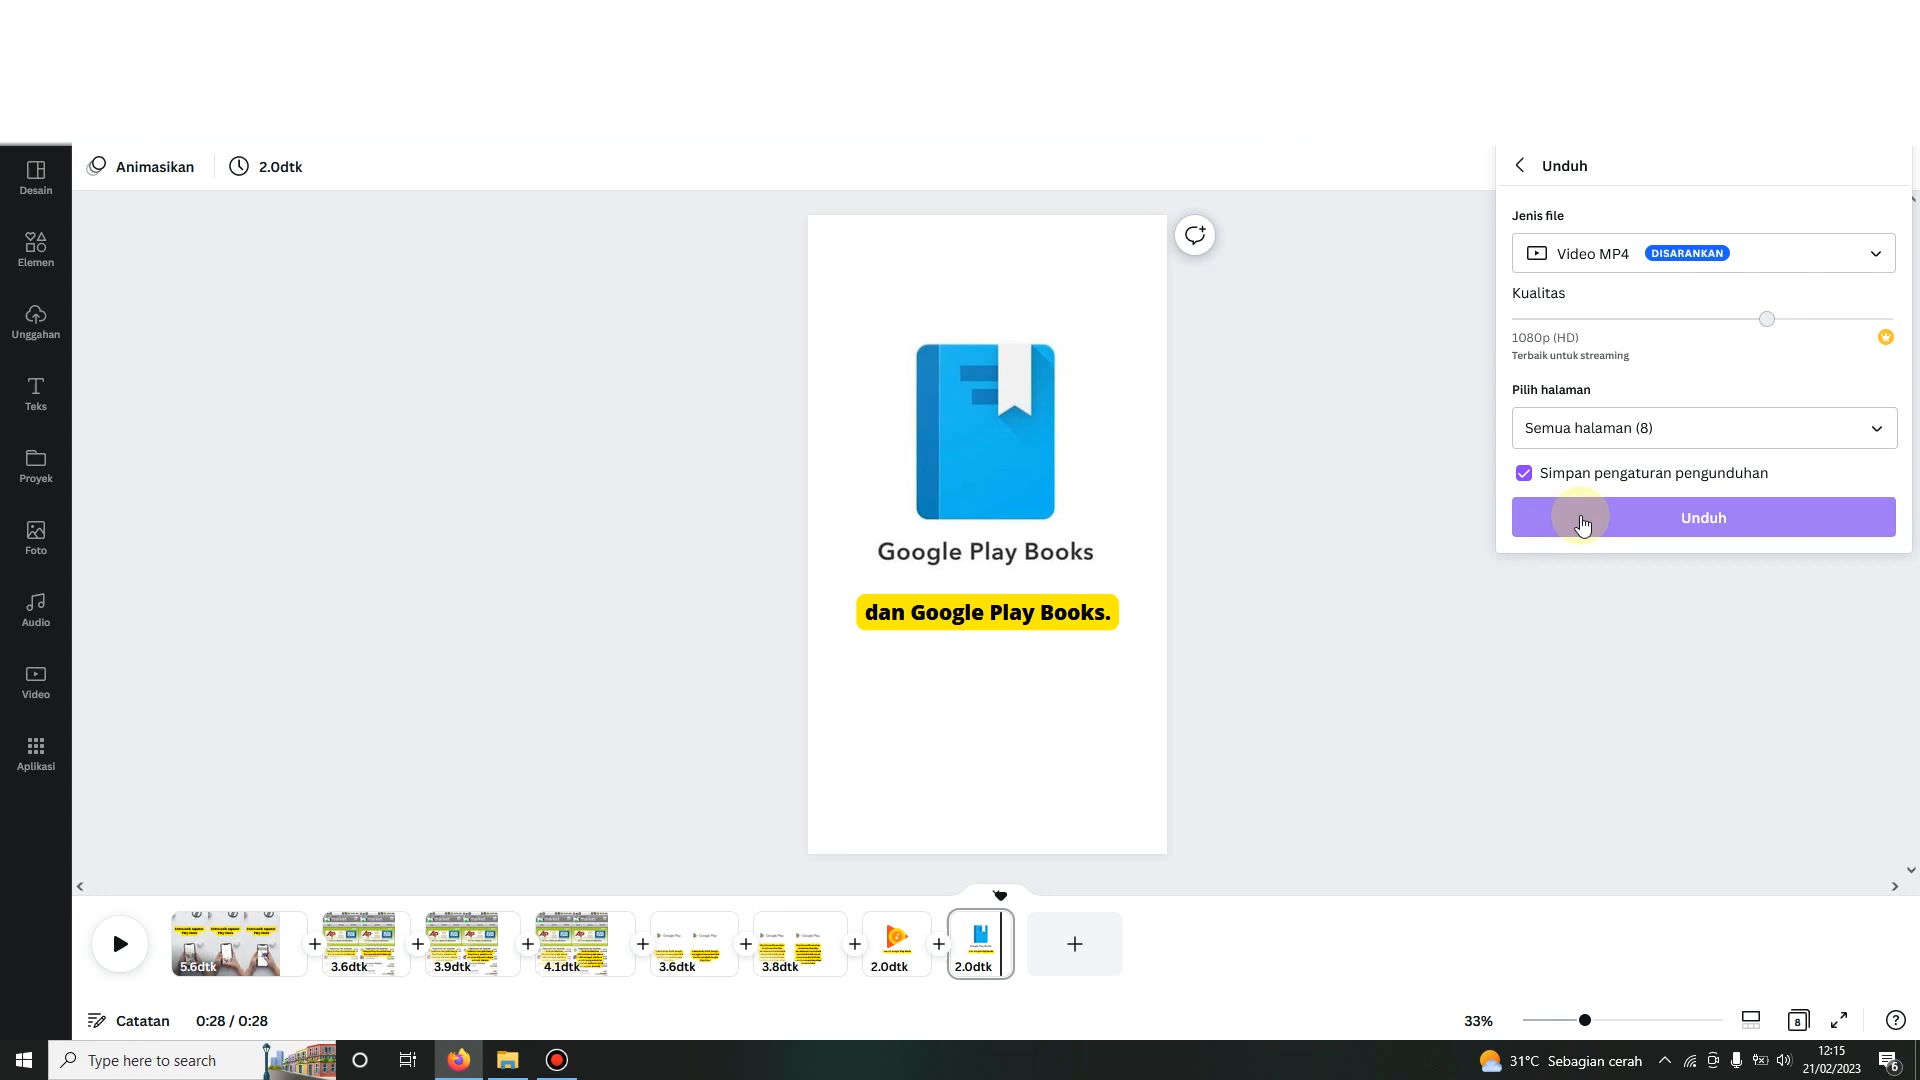 Desain
Elemen
Unggahan
Teks
Proyek
Foto
Audio
Video
Aplikasi
Animasikan
2.0dtk
Unduh
Jenis file
Video MP4 DISARANKAN
Kualitas
1080p (HD)
Terbaik untuk streaming
Pilih halaman
Semua halaman (8)
Simpan pengaturan pengunduhan
Unduh
Google Play Books
dan Google Play Books.
5.6dtk
3.6dtk
3.9dtk
4.1dtk
3.6dtk
3.8dtk
2.0dtk
2.0dtk
Catatan 0:28 / 0:28
33%
8
Type here to search
31°C Sebagian cerah
12:15
21/02/2023
6